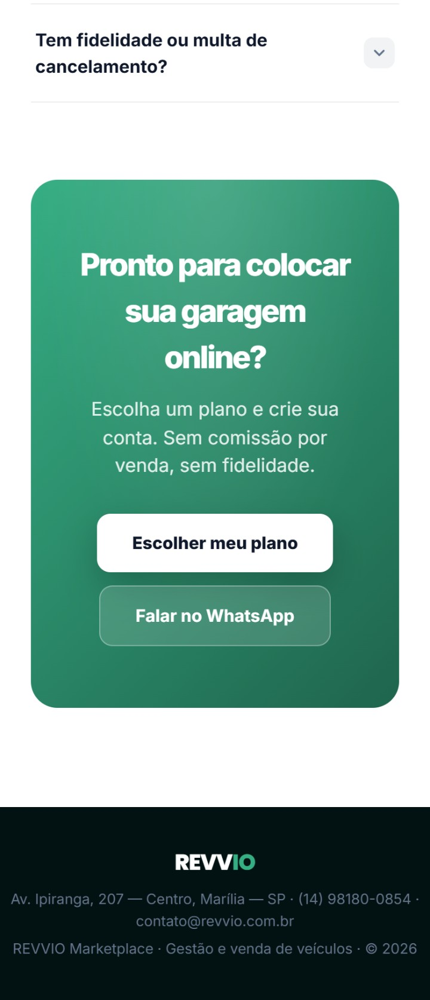 Tem fidelidade ou multa de
cancelamento?
Pronto para colocar
sua garagem
online?
Escolha um plano e crie sua
conta. Sem comissão por
venda, sem fidelidade.
Escolher meu plano
Falar no WhatsApp
REVVIO
Av. Ipiranga, 207 — Centro, Marília — SP · (14) 98180-0854 ·
contato@revvio.com.br
REVVIO Marketplace · Gestão e venda de veículos · © 2026